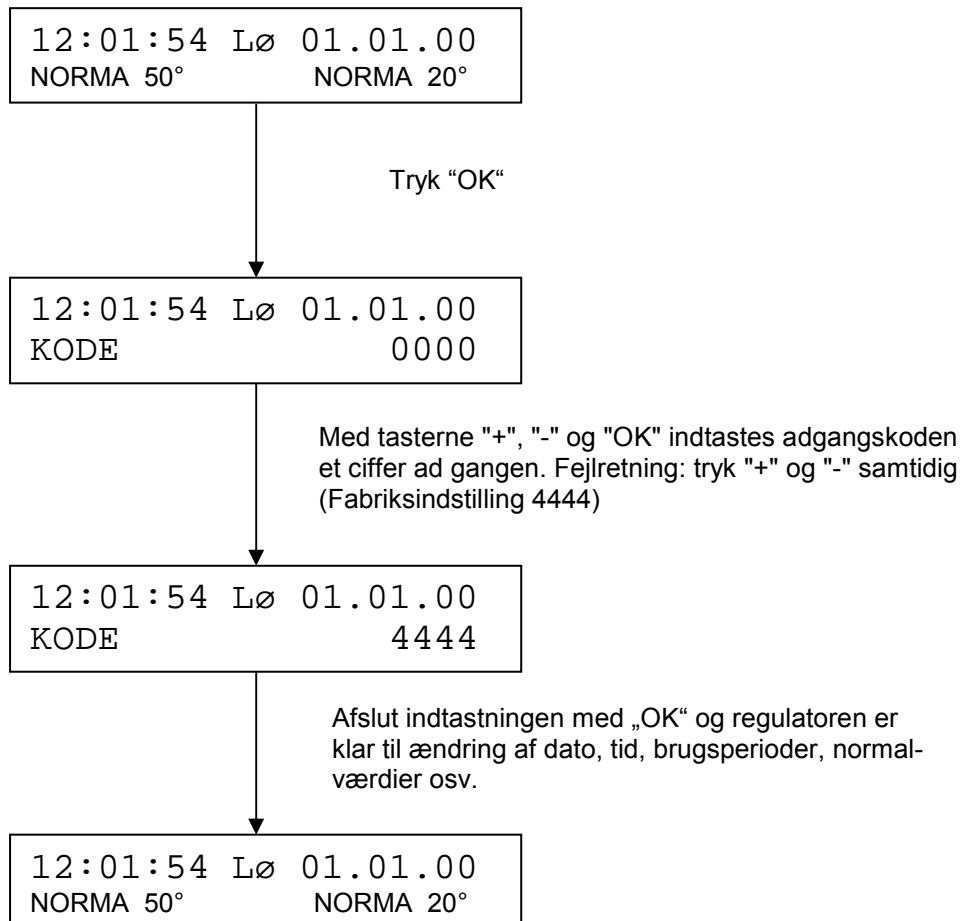 12:01:54 Lø 01.01.00
NORMA 50° NORMA 20°
Tryk “OK“
12:01:54 Lø 01.01.00
KODE 0000
Med tasterne "+", "-" og "OK" indtastes adgangskoden
et ciffer ad gangen. Fejlretning: tryk "+" og "-" samtidig
(Fabriksindstilling 4444)
12:01:54 Lø 01.01.00
KODE 4444
Afslut indtastningen med „OK“ og regulatoren er
klar til ændring af dato, tid, brugsperioder, normal-
værdier osv.
12:01:54 Lø 01.01.00
NORMA 50° NORMA 20°